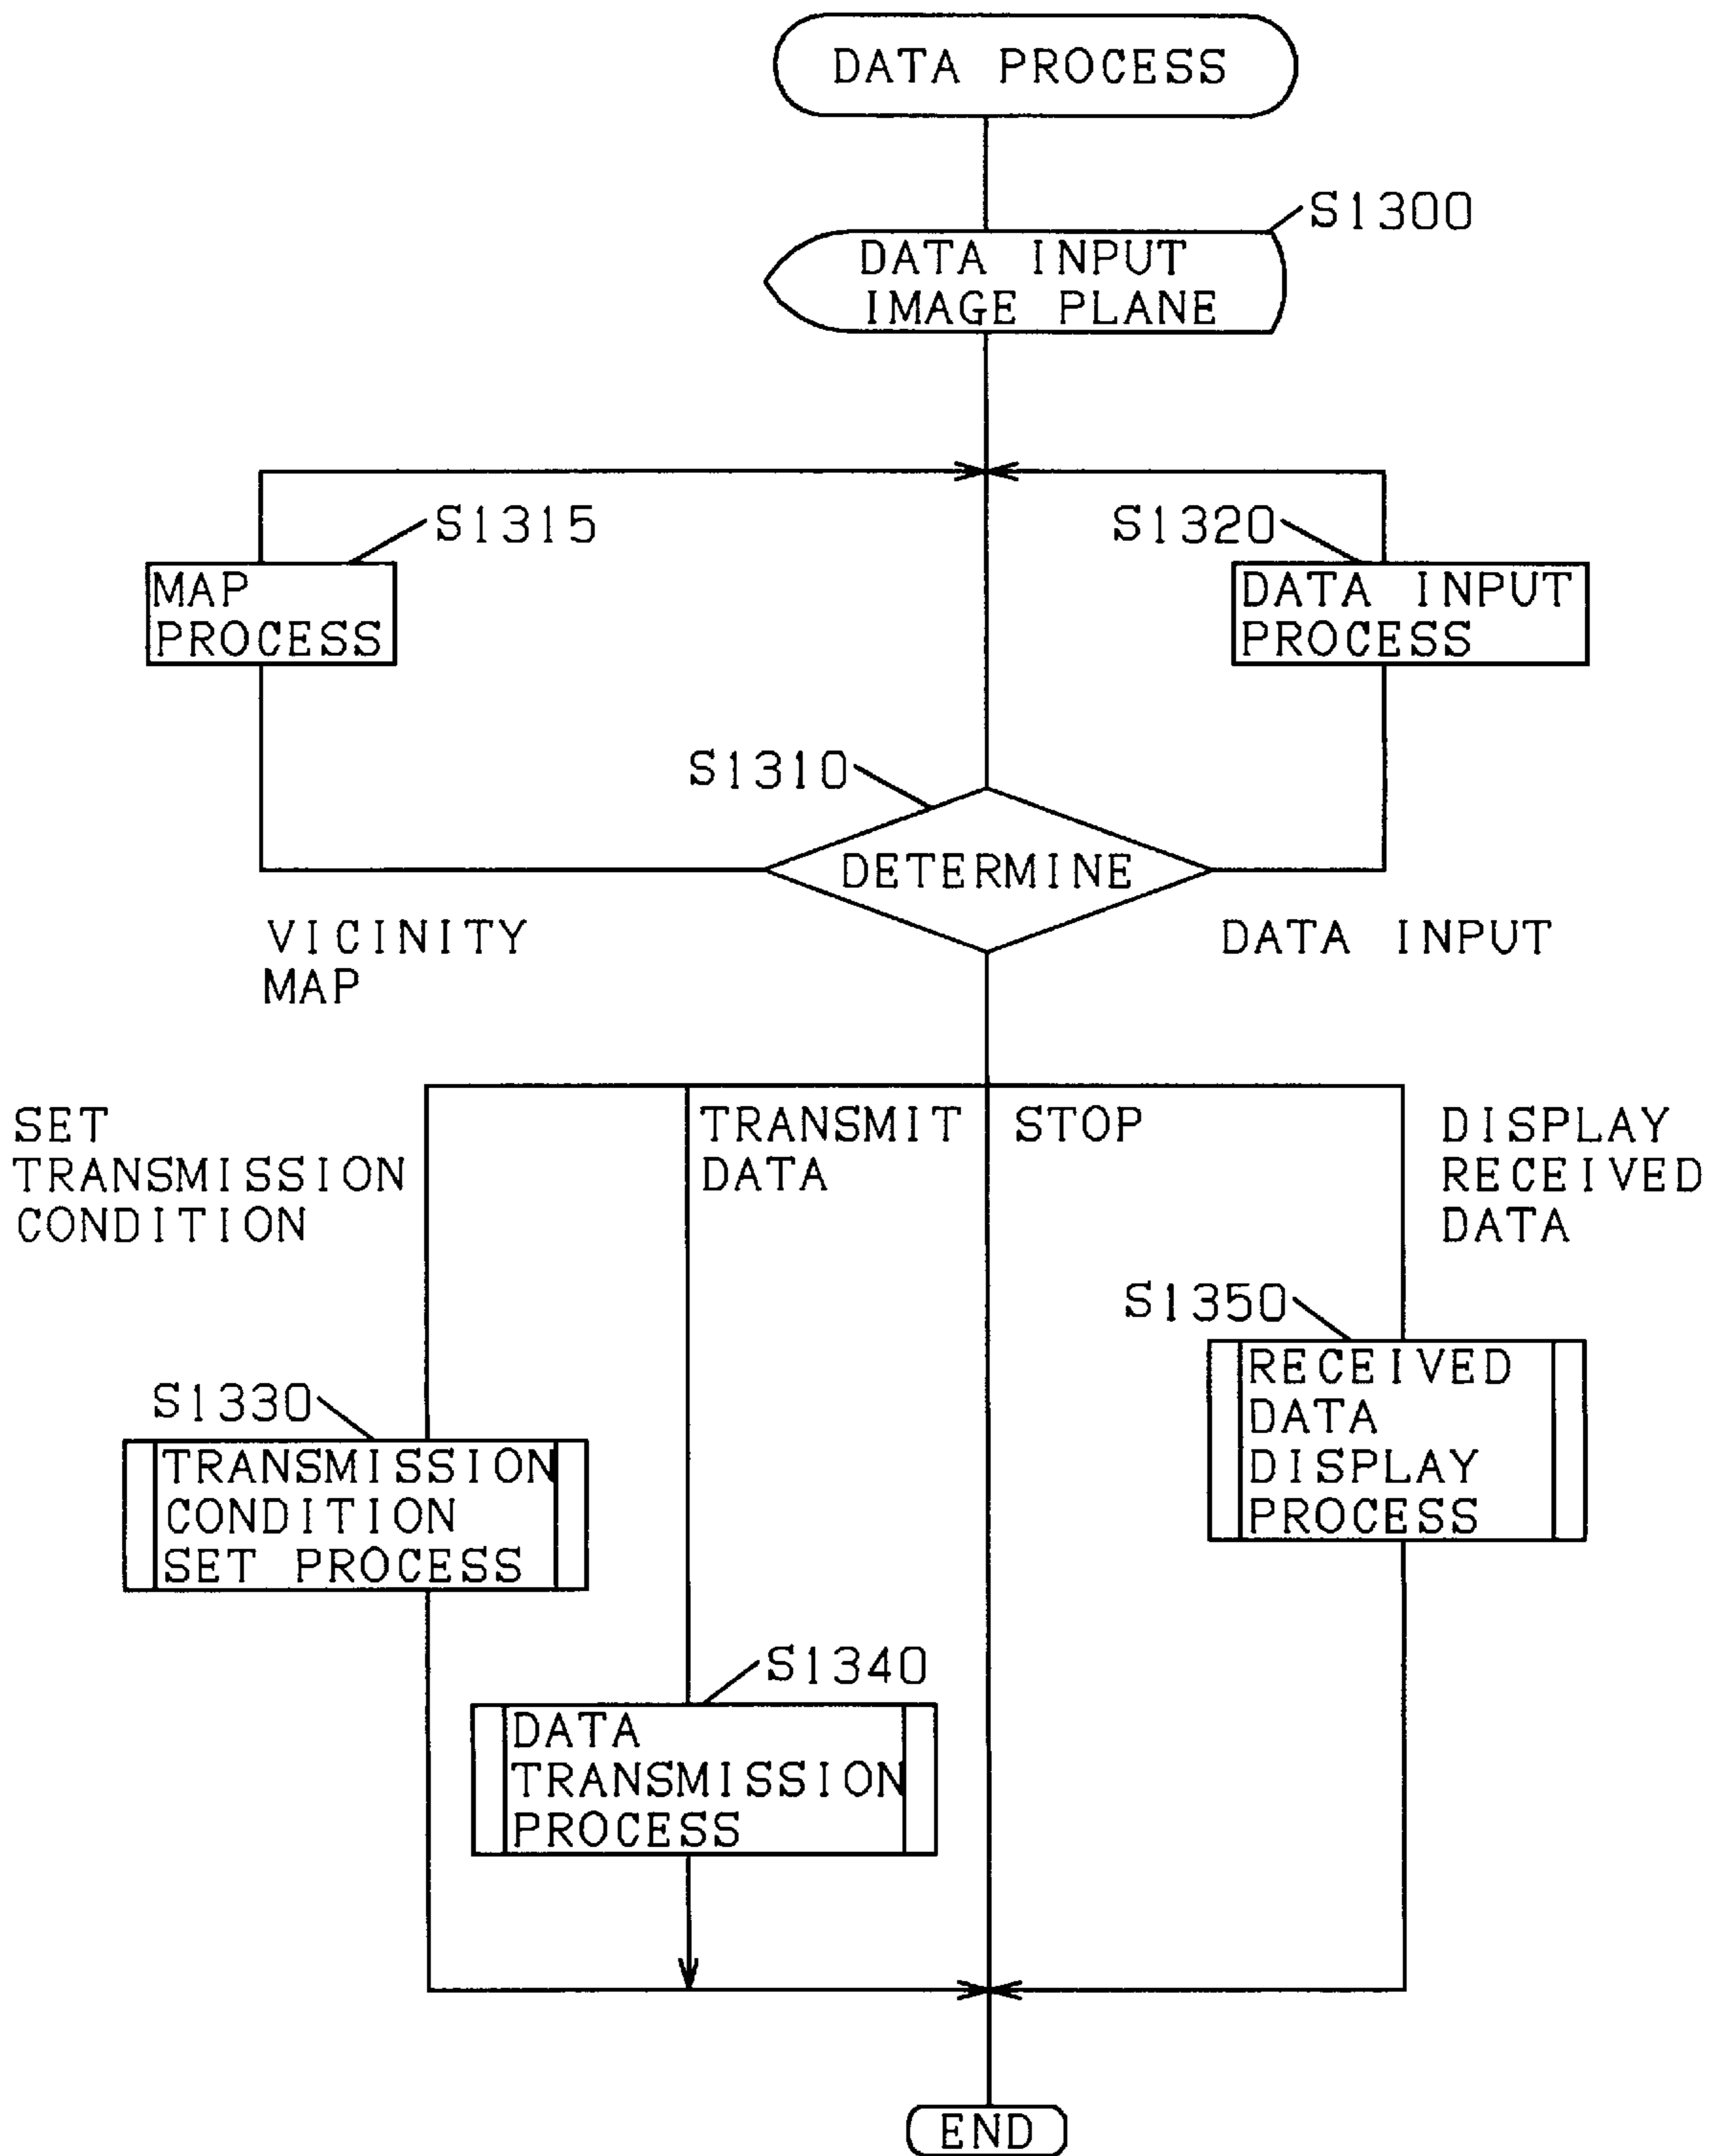 DATA PROCESS
S1300
DATA INPUT
IMAGE PLANE
S1315
S1320
MAP
PROCESS
DATA INPUT
PROCESS
S1310
DETERMINE
VICINITY
MAP
DATA INPUT
SET
TRANSMISSION
CONDITION
TRANSMIT
DATA
STOP
DISPLAY
RECEIVED
DATA
S1350
RECEIVED
DATA
DISPLAY
PROCESS
S1330
TRANSMISSION
CONDITION
SET PROCESS
S1340
DATA
TRANSMISSION
PROCESS
END